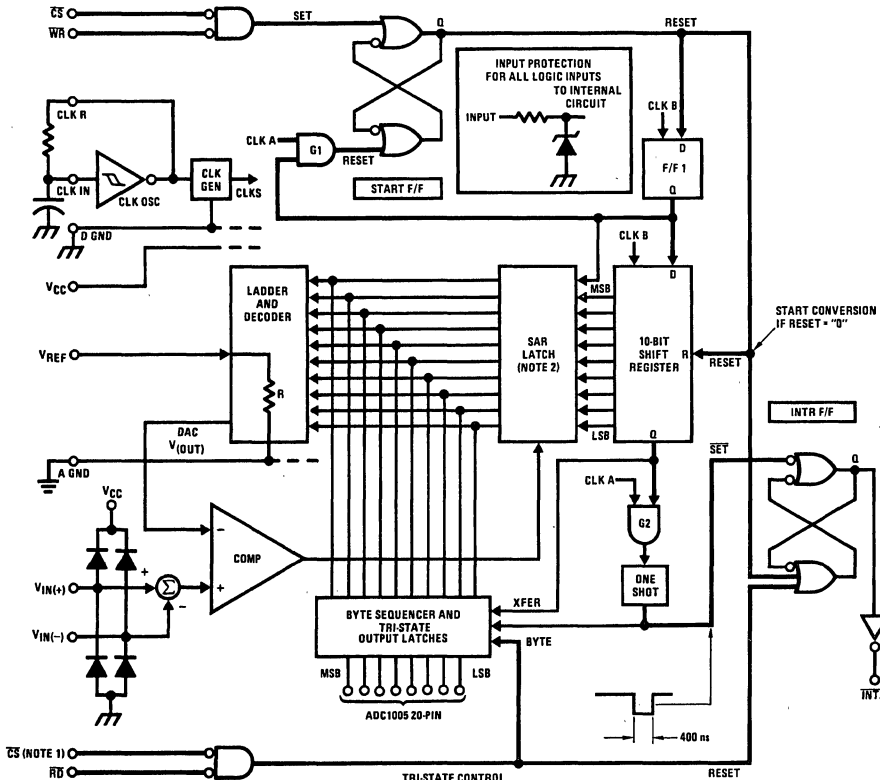 CS
WR
SET
Q
RESET
INPUT PROTECTION
FOR ALL LOGIC INPUTS
TO INTERNAL
CIRCUIT
INPUT
CLK B
D
F/F 1
Q
CLK R
CLK IN
CLK OSC
CLK
GEN
CLKS
CLK A
G1
RESET
START F/F
D GND
VCC
CLK B
D
LADDER
AND
DECODER
MSB
SAR
LATCH
(NOTE 2)
10-BIT
SHIFT
REGISTER
R
RESET
START CONVERSION
IF RESET = "0"
VREF
R
LSB
Q
INTR F/F
DAC
V(OUT)
A GND
SET
Q
VCC
CLK A
G2
COMP
-
+
ONE
SHOT
VIN(+)
+
Σ
-
VIN(-)
XFER
BYTE SEQUENCER AND
TRI-STATE
OUTPUT LATCHES
BYTE
MSB
LSB
ADC1005 20-PIN
400 ns
CS (NOTE 1)
RD
TRI-STATE CONTROL
RESET